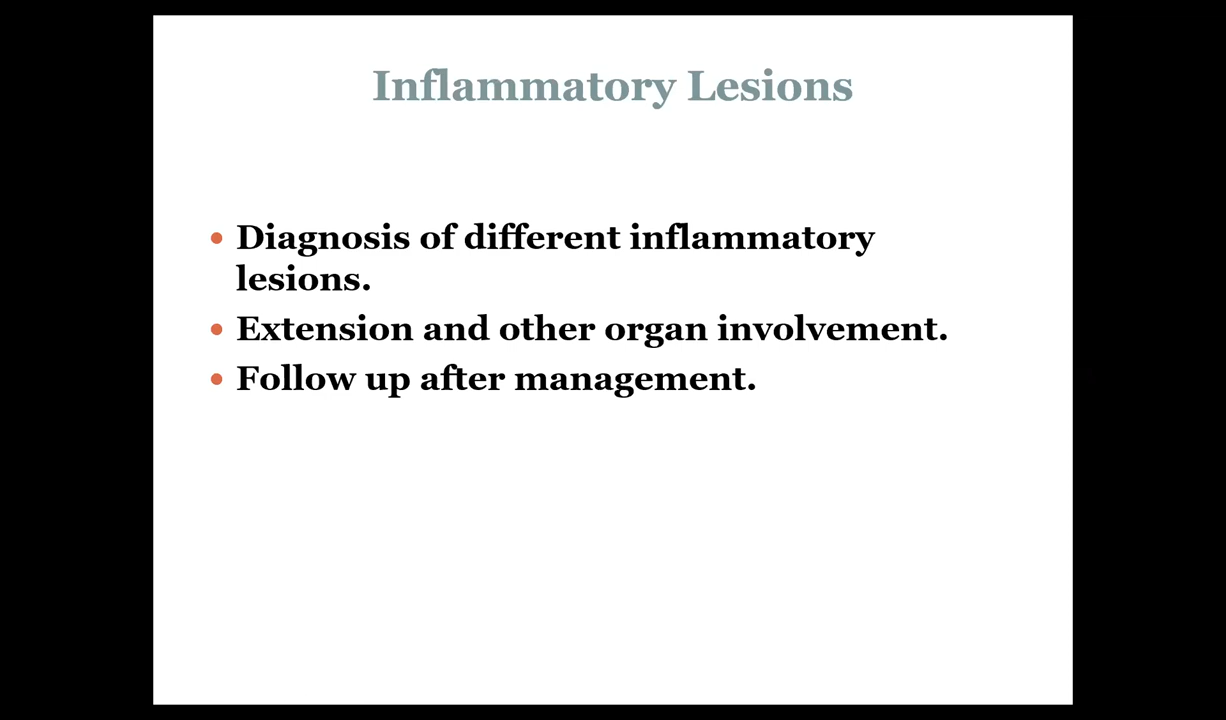 Inflammatory Lesions
• Diagnosis of different inflammatory
lesions.
• Extension and other organ involvement.
• Follow up after management.